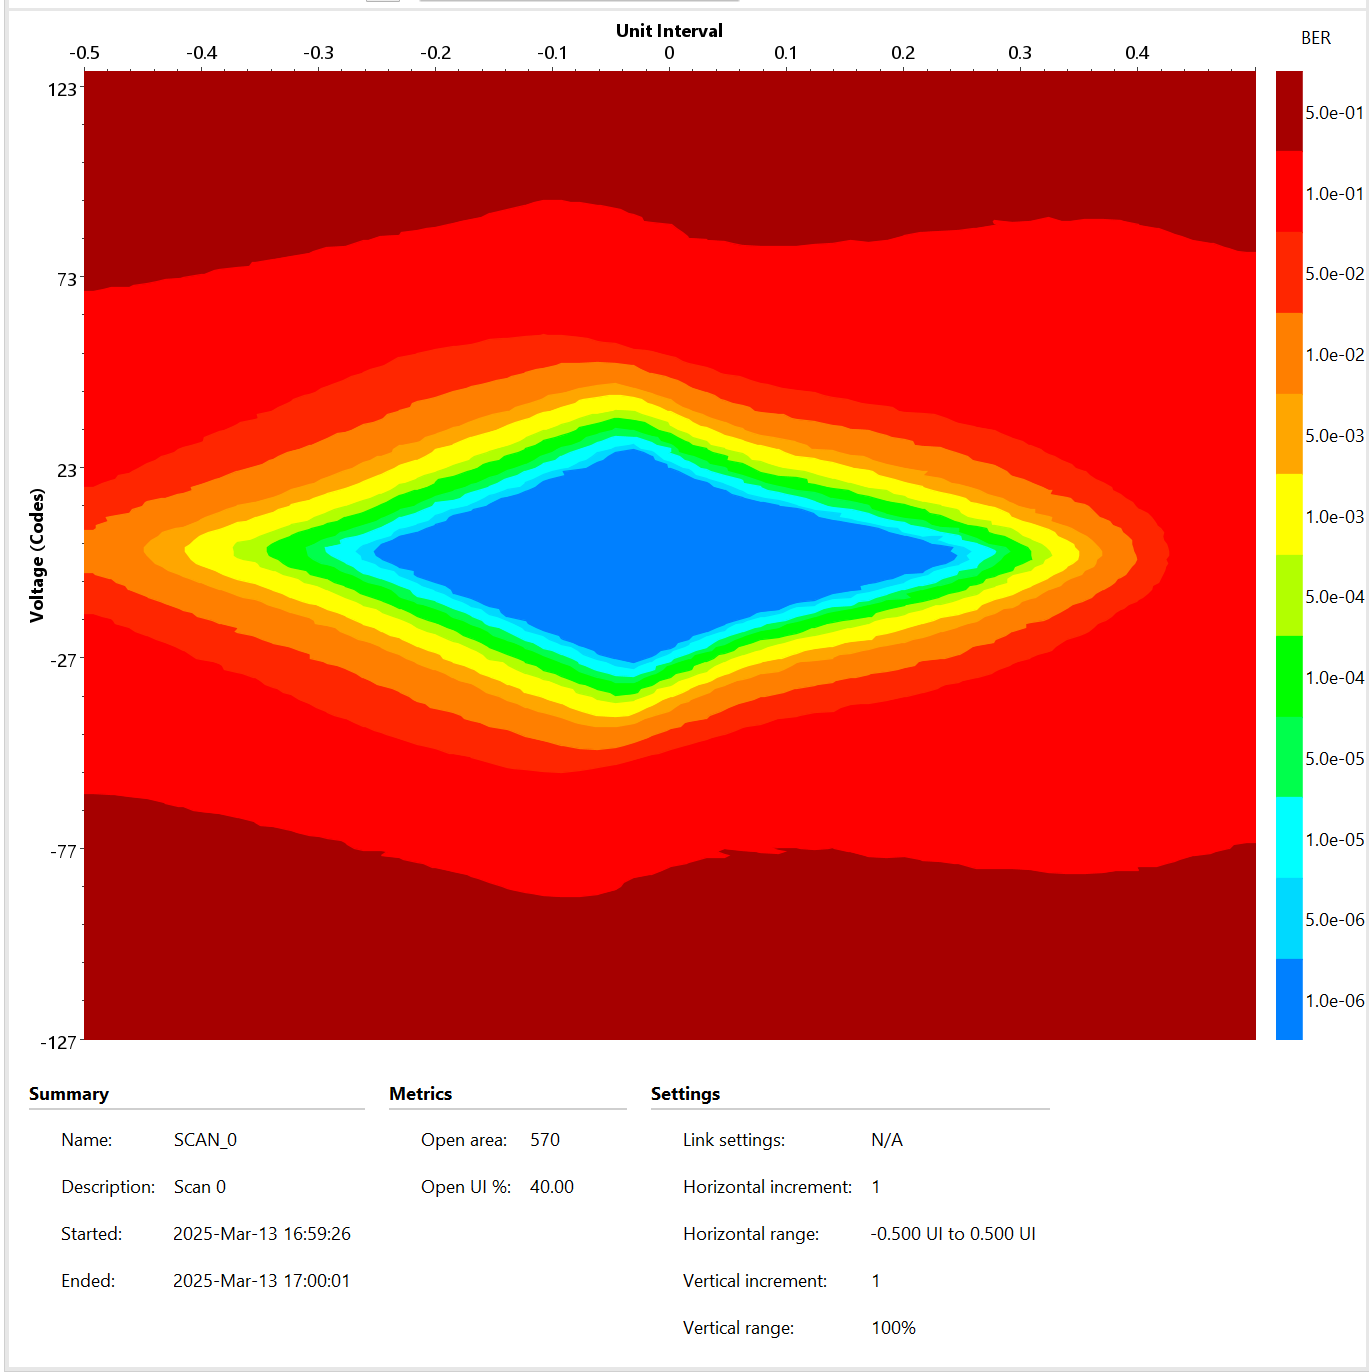 Unit Interval
BER
-0.5 -0.4 -0.3 -0.2 -0.1 0 0.1 0.2 0.3 0.4
123
73
23
-27
-77
-127
Voltage (Codes)
5.0e-01
1.0e-01
5.0e-02
1.0e-02
5.0e-03
1.0e-03
5.0e-04
1.0e-04
5.0e-05
1.0e-05
5.0e-06
1.0e-06
Summary
Name: SCAN_0
Description: Scan 0
Started: 2025-Mar-13 16:59:26
Ended: 2025-Mar-13 17:00:01
Metrics
Open area: 570
Open UI %: 40.00
Settings
Link settings: N/A
Horizontal increment: 1
Horizontal range: -0.500 UI to 0.500 UI
Vertical increment: 1
Vertical range: 100%